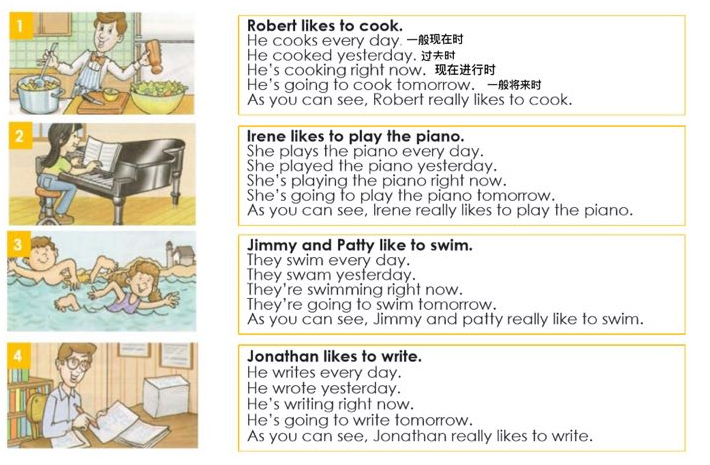 1
Robert likes to cook.
He cooks every day. 一般现在时
He cooked yesterday. 过去时
He's cooking right now. 现在进行时
He's going to cook tomorrow. 一般将来时
As you can see, Robert really likes to cook.
2
Irene likes to play the piano.
She plays the piano every day.
She played the piano yesterday.
She's playing the piano right now.
She's going to play the piano tomorrow.
As you can see, Irene really likes to play the piano.
3
Jimmy and Patty like to swim.
They swim every day.
They swam yesterday.
They're swimming right now.
They're going to swim tomorrow.
As you can see, Jimmy and patty really like to swim.
4
Jonathan likes to write.
He writes every day.
He wrote yesterday.
He's writing right now.
He's going to write tomorrow.
As you can see, Jonathan really likes to write.